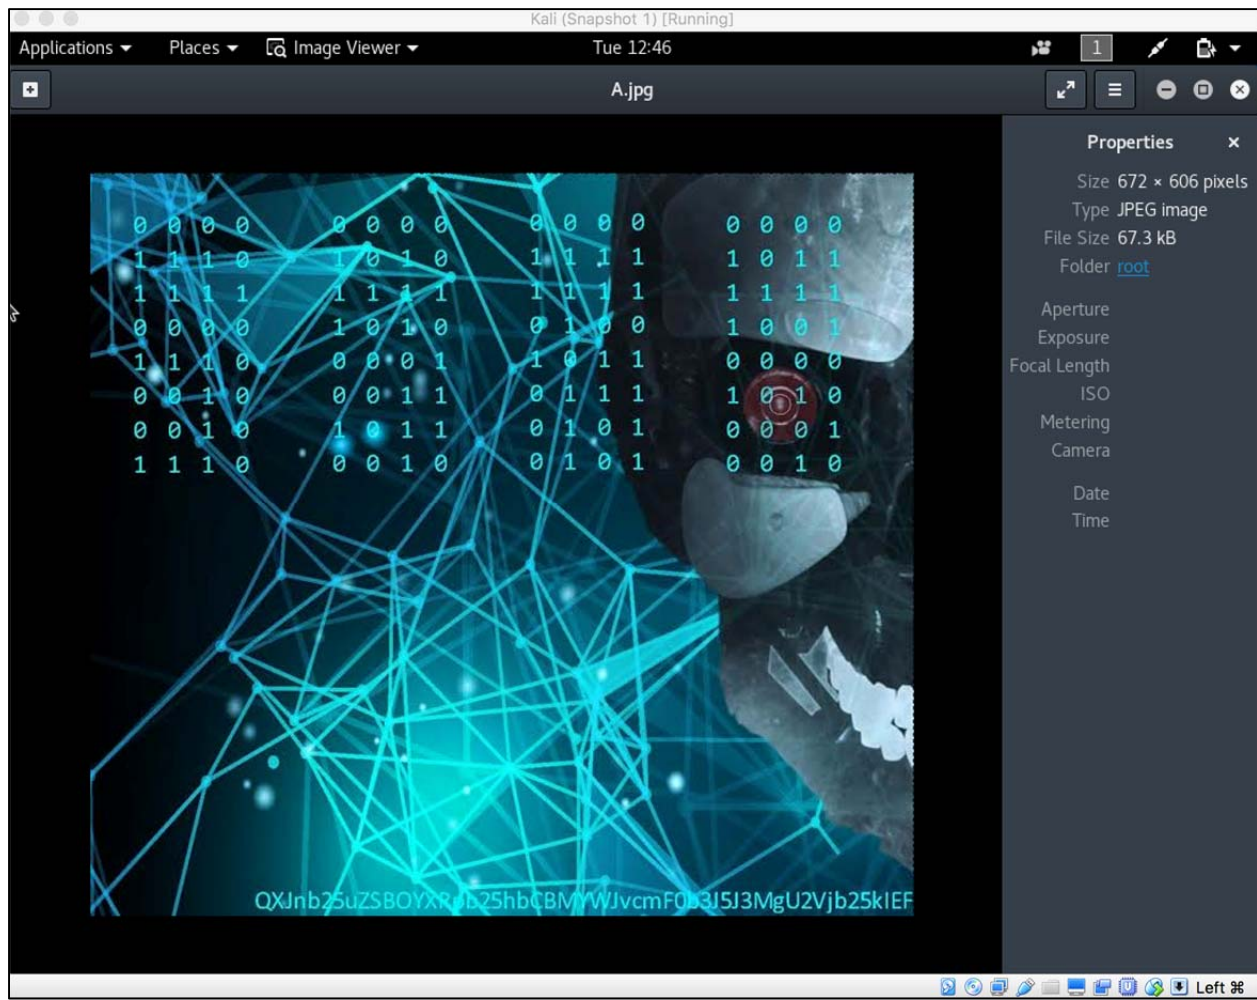 Kali (Snapshot 1) [Running]
Applications Places Image Viewer Tue 12:46 1
A.jpg
Properties
Size 672 × 606 pixels
Type JPEG image
File Size 67.3 kB
Folder root
Aperture
Exposure
Focal Length
ISO
Metering
Camera
Date
Time
0 0 0 0 0 0 0 0 0 0 0 0 0 0 0 0
1 1 1 0 1 0 1 0 1 1 1 1 1 0 1 1
1 1 1 1 1 1 1 1 1 1 1 1 1 1 1 1
0 0 0 0 1 0 1 0 0 1 0 0 1 0 0 1
1 1 1 0 0 0 0 1 1 0 1 1 0 0 0 0
0 0 1 0 0 0 1 1 0 1 1 1 1 0 1 0
0 0 1 0 1 0 1 1 0 1 0 1 0 0 0 1
1 1 1 0 0 0 1 0 0 1 0 1 0 0 1 0
QXJnb25uZSBOYXRpb25hbCBMYWJvcmF0b3J5J3MgU2Vjb25kIEF
Left ⌘